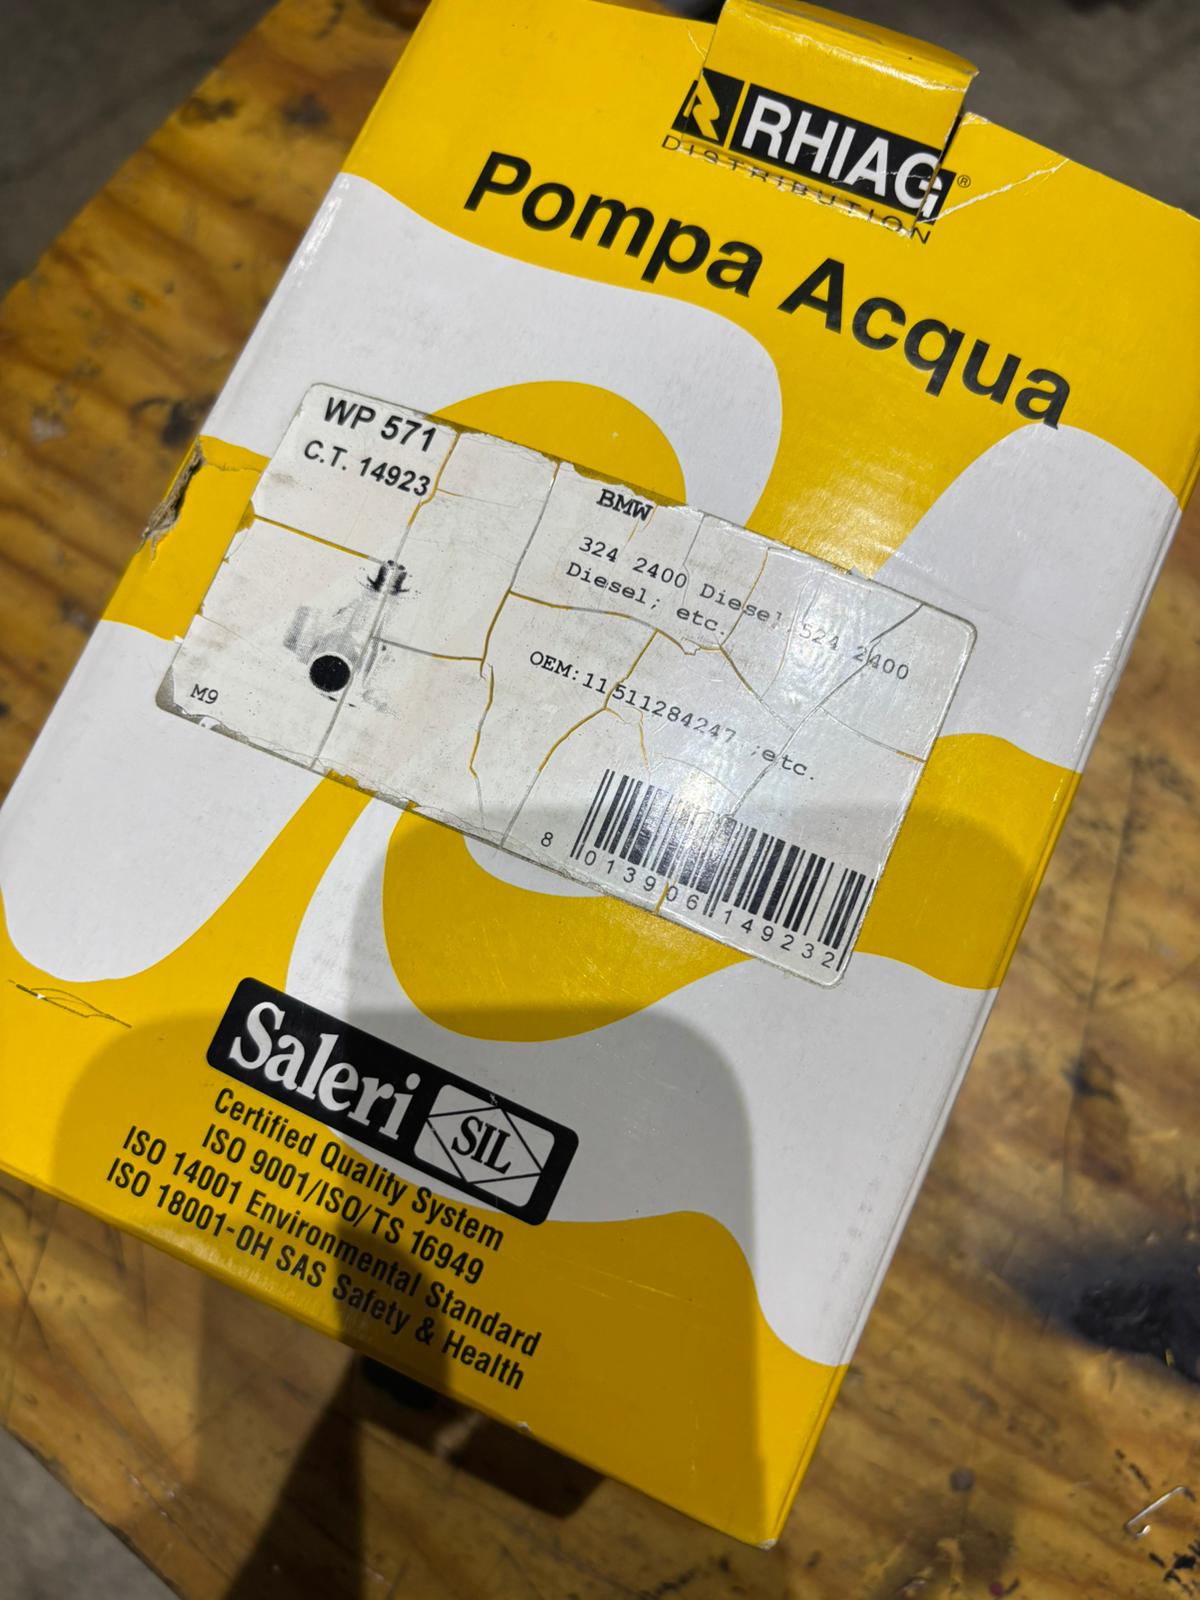 RHIAG®
DISTRIBUTION
Pompa Acqua
WP 571
C.T. 14923
BMW
324 2400 Diesel; 524 2400
Diesel; etc.
OEM:11511284247 ;etc.
M9
8 013906 149232
Saleri SIL
Certified Quality System
ISO 9001/ISO/TS 16949
ISO 14001 Environmental Standard
ISO 18001-OH SAS Safety & Health